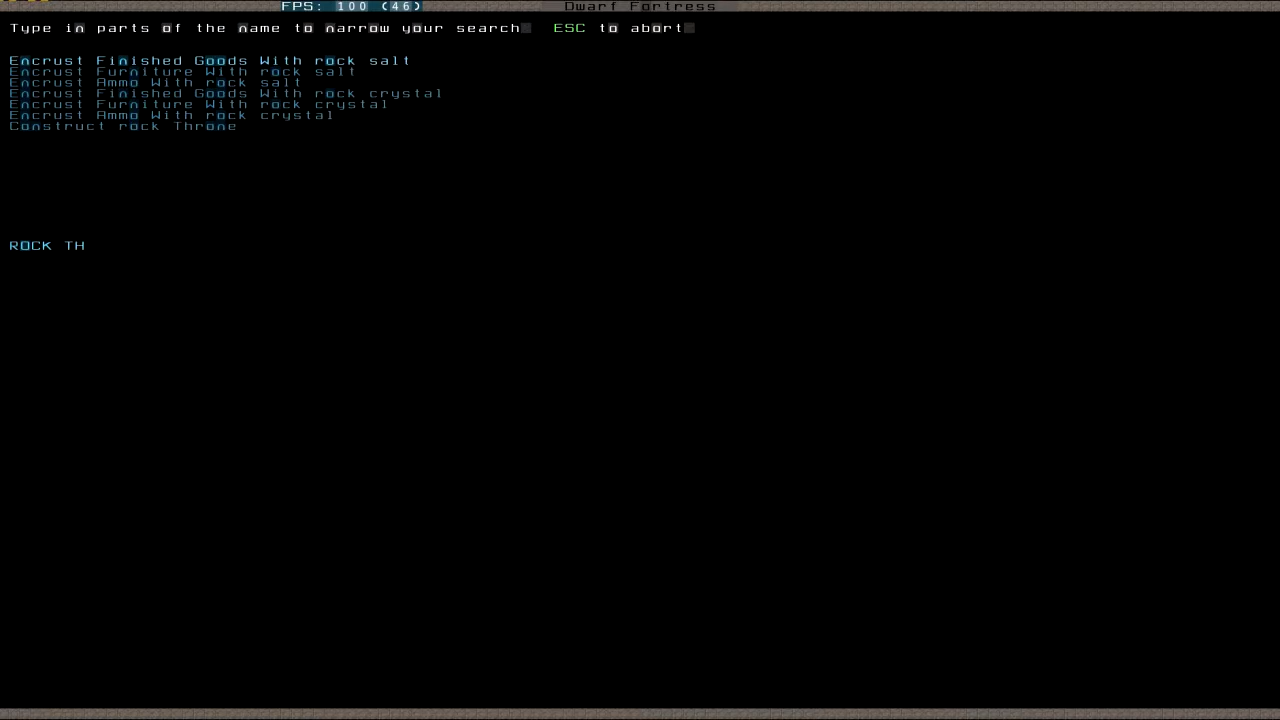 FPS: 100 (46) Dwarf Fortress
Type in parts of the name to narrow your search. ESC to abort.
Encrust Finished Goods With rock salt
Encrust Furniture With rock salt
Encrust Ammo With rock salt
Encrust Finished Goods With rock crystal
Encrust Furniture With rock crystal
Encrust Ammo With rock crystal
Construct rock Throne
ROCK TH